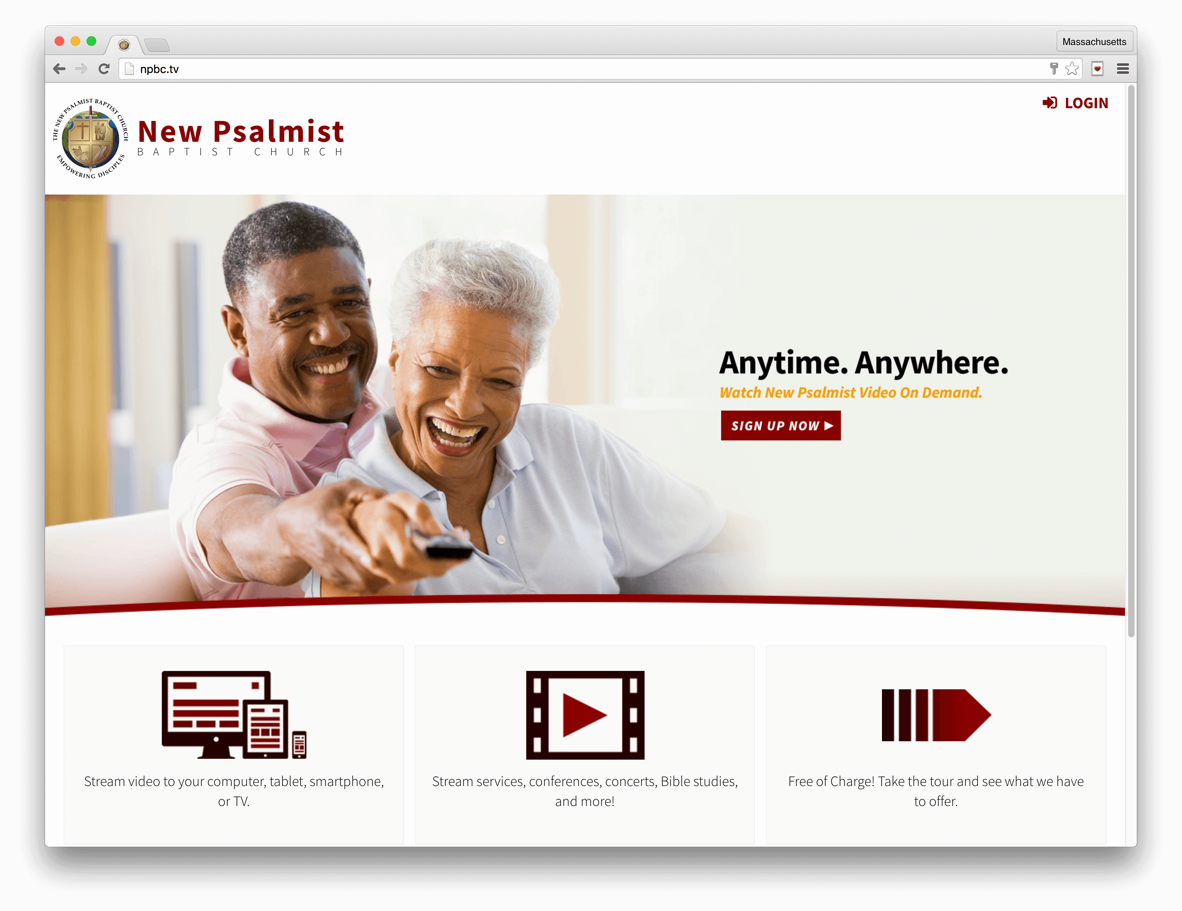 Massachusetts
npbc.tv
LOGIN
THE NEW PSALMIST BAPTIST CHURCH
EMPOWERING DISCIPLES
New Psalmist
BAPTIST CHURCH
Anytime. Anywhere.
Watch New Psalmist Video On Demand.
SIGN UP NOW ▶
Stream video to your computer, tablet, smartphone,
or TV.
Stream services, conferences, concerts, Bible studies,
and more!
Free of Charge! Take the tour and see what we have
to offer.